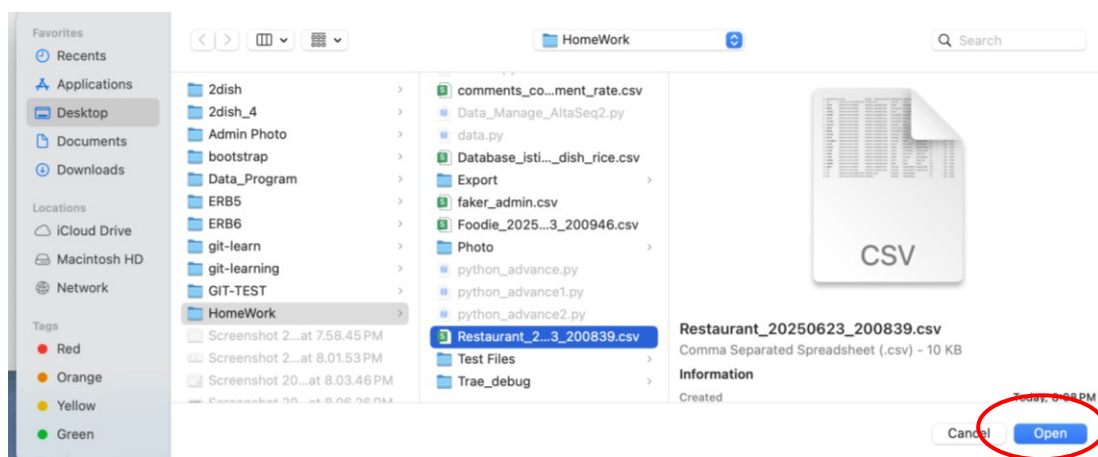 Favorites
Recents
Applications
Desktop
Documents
Downloads
Locations
iCloud Drive
Macintosh HD
Network
Tags
Red
Orange
Yellow
Green
HomeWork
Search
2dish
2dish_4
Admin Photo
bootstrap
Data_Program
ERB5
ERB6
git-learn
git-learning
GIT-TEST
HomeWork
Screenshot 2...at 7.58.45 PM
Screenshot 2...at 8.01.53 PM
Screenshot 20...at 8.03.46 PM
comments_co...ment_rate.csv
Data_Manage_AltaSeq2.py
data.py
Database_isti..._dish_rice.csv
Export
faker_admin.csv
Foodie_2025...3_200946.csv
Photo
python_advance.py
python_advance1.py
python_advance2.py
Restaurant_2...3_200839.csv
Test Files
Trae_debug
CSV
Restaurant_20250623_200839.csv
Comma Separated Spreadsheet (.csv) - 10 KB
Information
Created Today, 8:08 PM
Cancel Open